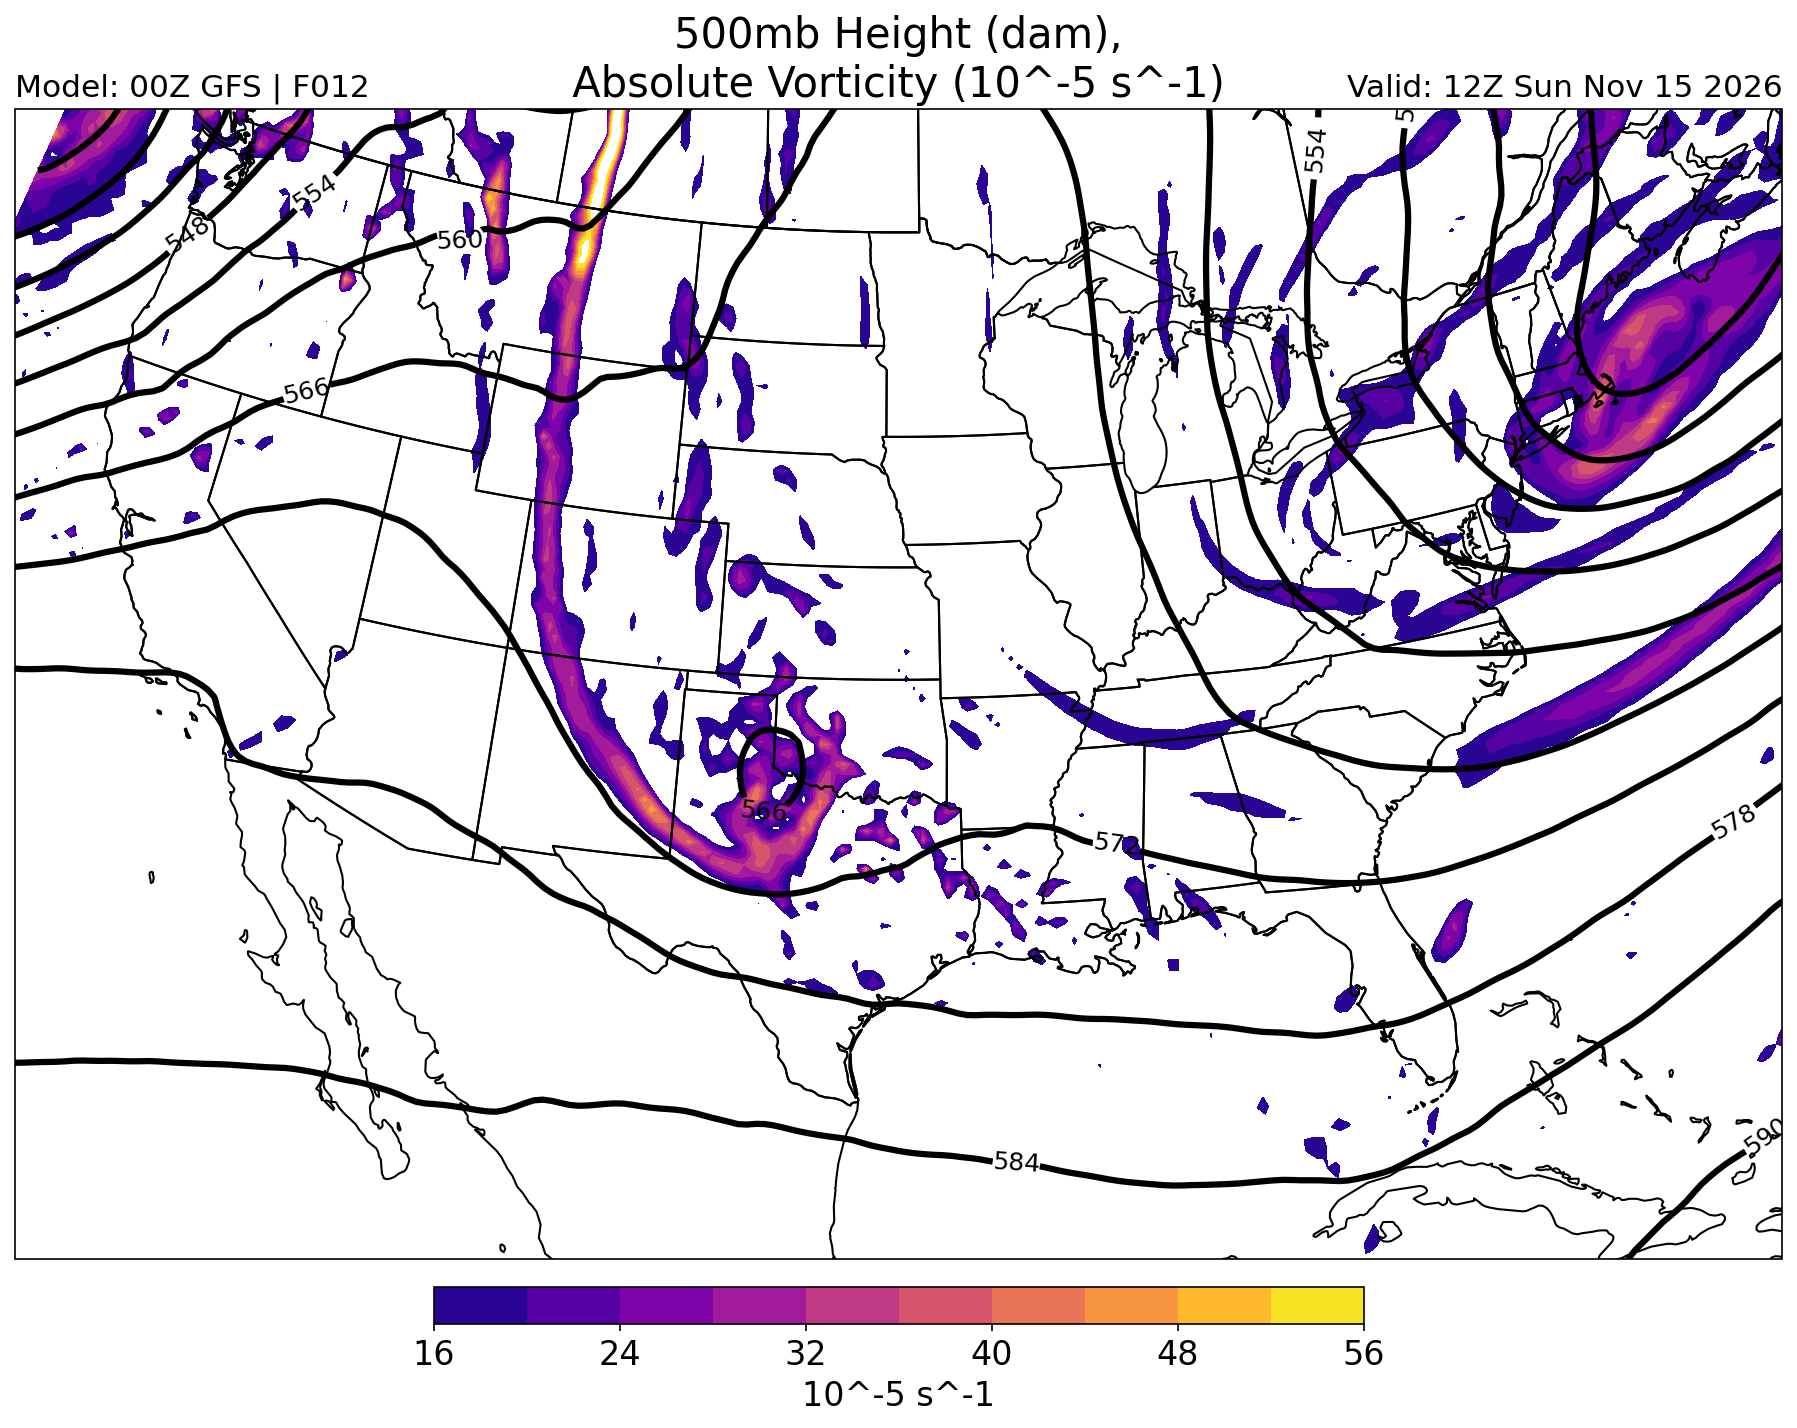 500mb Height (dam),
Model: 00Z GFS | F012
Absolute Vorticity (10^-5 s^-1)
Valid: 12Z Sun Nov 15 2026
554
554
548
560
566
566
572
578
584
590
16 24 32 40 48 56
10^-5 s^-1